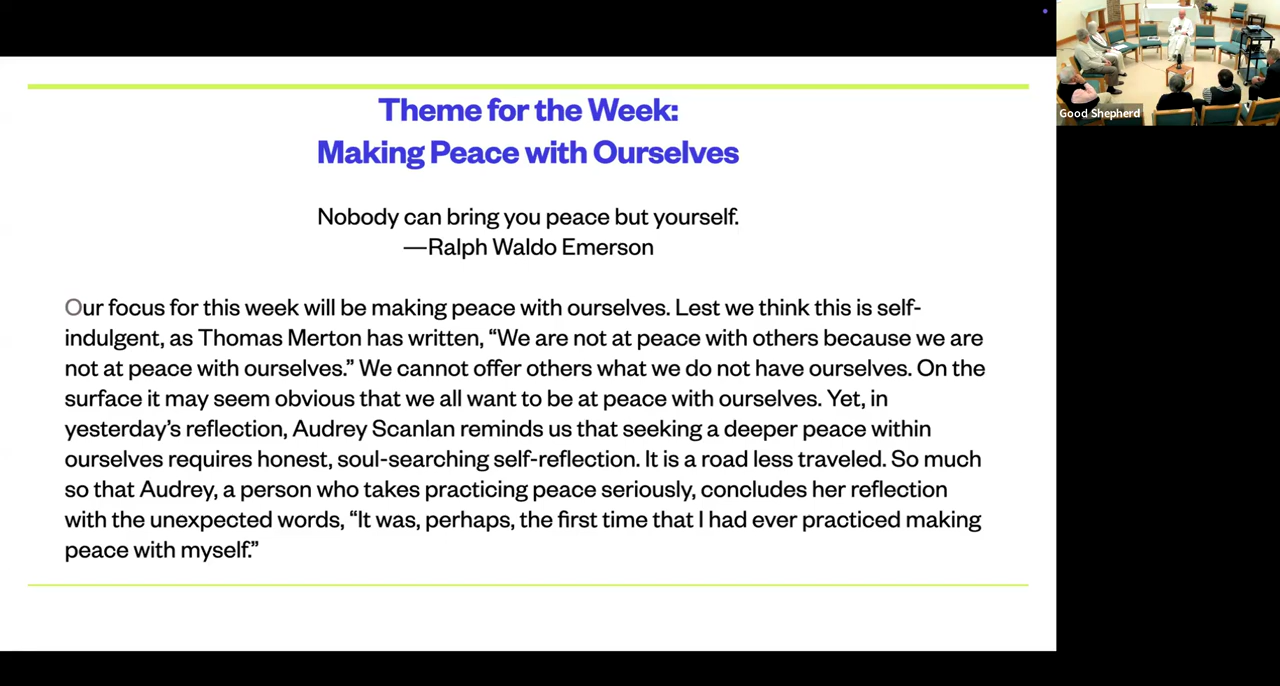 Theme for the Week:
Making Peace with Ourselves
Nobody can bring you peace but yourself.
—Ralph Waldo Emerson
Our focus for this week will be making peace with ourselves. Lest we think this is self-
indulgent, as Thomas Merton has written, “We are not at peace with others because we are
not at peace with ourselves.” We cannot offer others what we do not have ourselves. On the
surface it may seem obvious that we all want to be at peace with ourselves. Yet, in
yesterday’s reflection, Audrey Scanlan reminds us that seeking a deeper peace within
ourselves requires honest, soul-searching self-reflection. It is a road less traveled. So much
so that Audrey, a person who takes practicing peace seriously, concludes her reflection
with the unexpected words, “It was, perhaps, the first time that I had ever practiced making
peace with myself.”
Good Shepherd